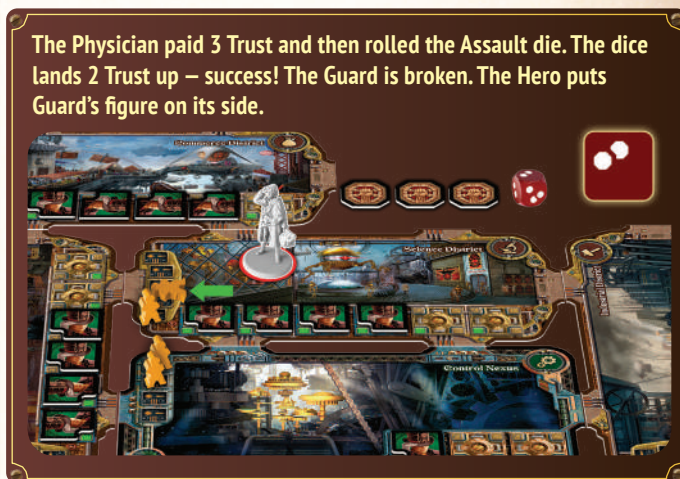 The Physician paid 3 Trust and then rolled the Assault die. The dice
lands 2 Trust up – success! The Guard is broken. The Hero puts
Guard's figure on its side.
Commerce District
Science District
Control Nexus